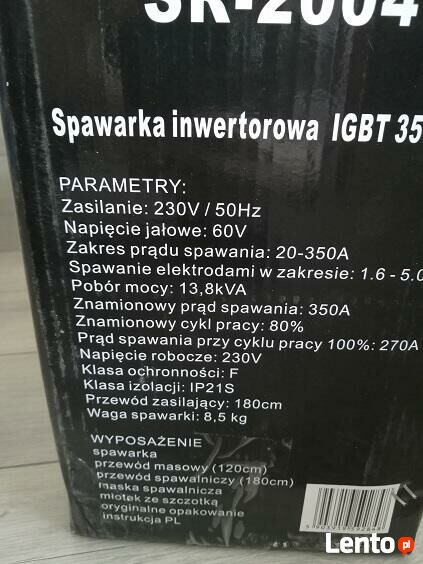 SR-2004
Spawarka inwertorowa IGBT 35
PARAMETRY:
Zasilanie: 230V / 50Hz
Napięcie jałowe: 60V
Zakres prądu spawania: 20-350A
Spawanie elektrodami w zakresie: 1.6 - 5.0
Pobór mocy: 13,8kVA
Znamionowy prąd spawania: 350A
Znamionowy cykl pracy: 80%
Prąd spawania przy cyklu pracy 100%: 270A
Napięcie robocze: 230V
Klasa ochronności: F
Klasa izolacji: IP21S
Przewód zasilający: 180cm
Waga spawarki: 8,5 kg
WYPOSAŻENIE
spawarka
przewód masowy (120cm)
przewód spawalniczy (180cm)
maska spawalnicza
młotek ze szczotką
oryginalne opakowanie
instrukcja PL
Lento.pl